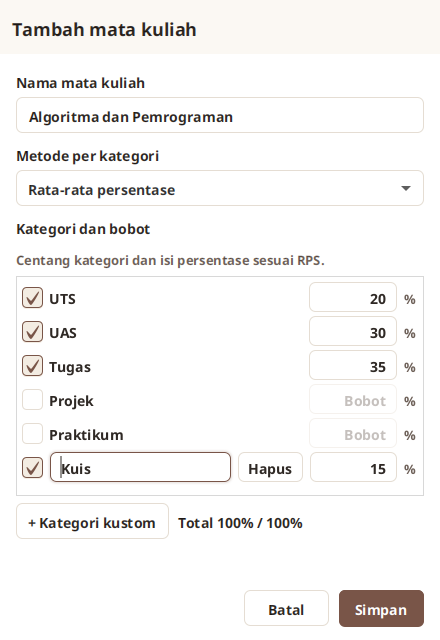 Tambah mata kuliah
Nama mata kuliah
Algoritma dan Pemrograman
Metode per kategori
Rata-rata persentase
Kategori dan bobot
Centang kategori dan isi persentase sesuai RPS.
UTS 20 %
UAS 30 %
Tugas 35 %
Projek Bobot %
Praktikum Bobot %
Kuis Hapus 15 %
+ Kategori kustom Total 100% / 100%
Batal Simpan